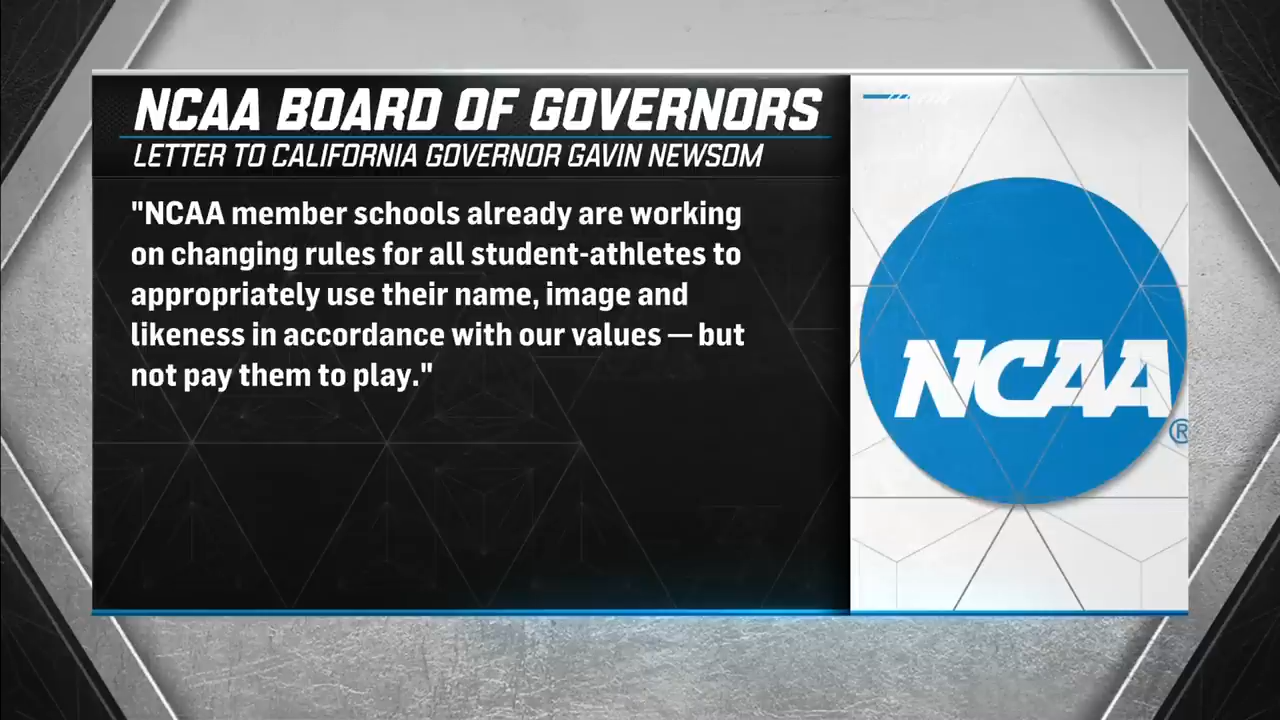 NCAA BOARD OF GOVERNORS
LETTER TO CALIFORNIA GOVERNOR GAVIN NEWSOM
"NCAA member schools already are working
on changing rules for all student-athletes to
appropriately use their name, image and
likeness in accordance with our values — but
not pay them to play."
NCAA
®